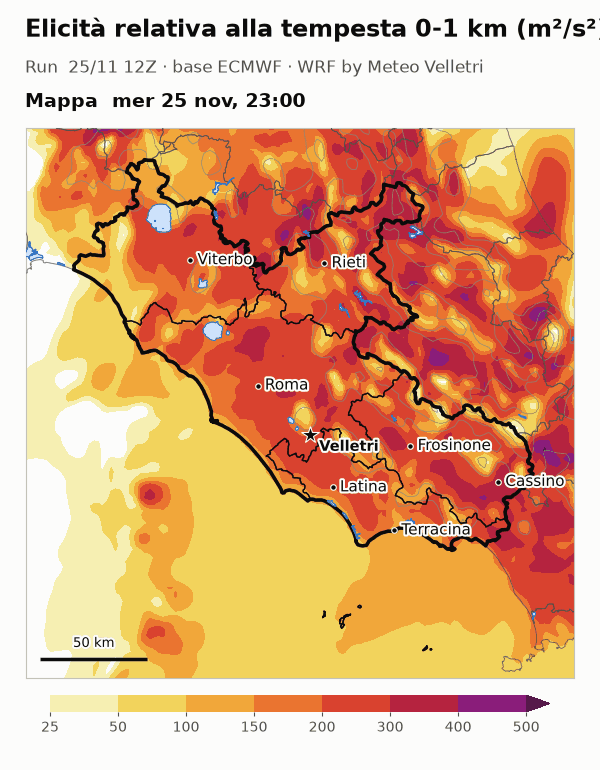 Elicità relativa alla tempesta 0-1 km (m²/s²)
Run 25/11 12Z · base ECMWF · WRF by Meteo Velletri
Mappa mer 25 nov, 23:00
Viterbo
Rieti
Roma
Velletri
Frosinone
Latina
Cassino
Terracina
50 km
25 50 100 150 200 300 400 500